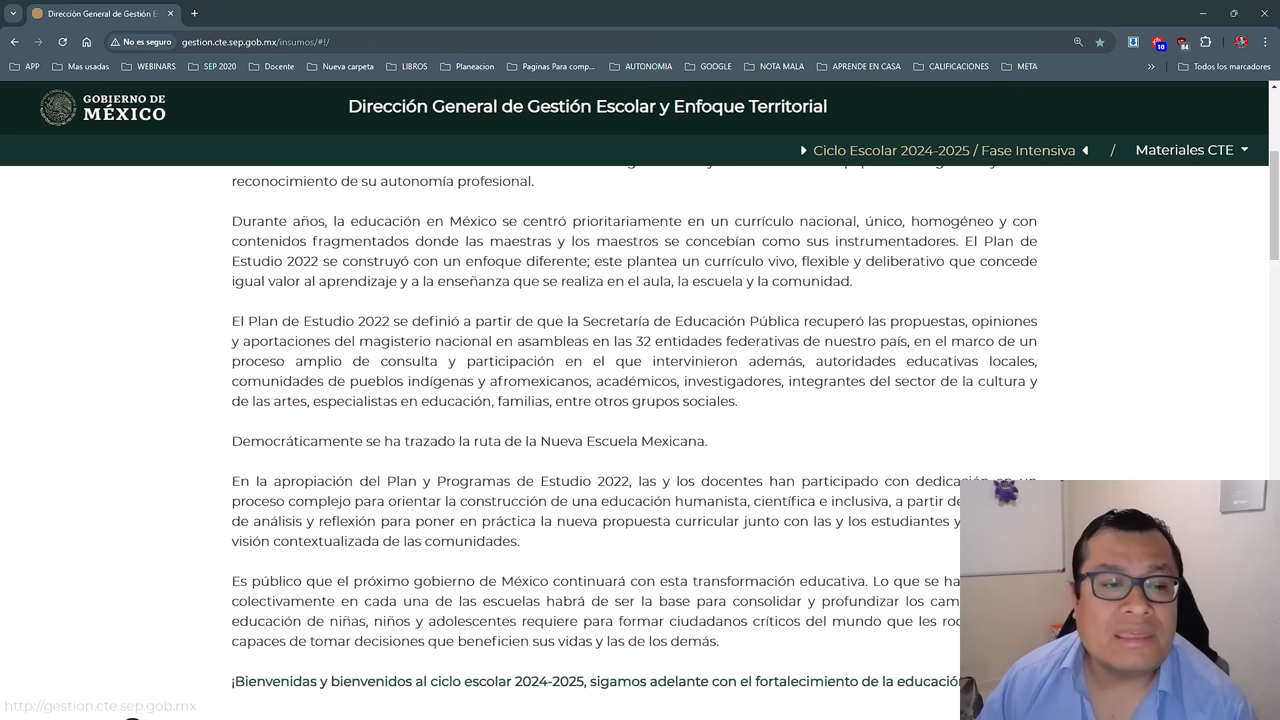 Dirección General de Gestión Es
No es seguro
gestion.cte.sep.gob.mx/insumos/#!/
10
84
APP
Mas usadas
WEBINARS
SEP 2020
Docente
Nueva carpeta
LIBROS
Planeacion
Paginas Para comp...
AUTONOMIA
GOOGLE
NOTA MALA
APRENDE EN CASA
CALIFICACIONES
META
Todos los marcadores
GOBIERNO DE
MÉXICO
Dirección General de Gestión Escolar y Enfoque Territorial
Ciclo Escolar 2024-2025 / Fase Intensiva
/
Materiales CTE
reconocimiento de su autonomía profesional.
Durante años, la educación en México se centró prioritariamente en un currículo nacional, único, homogéneo y con
contenidos fragmentados donde las maestras y los maestros se concebían como sus instrumentadores. El Plan de
Estudio 2022 se construyó con un enfoque diferente; este plantea un currículo vivo, flexible y deliberativo que concede
igual valor al aprendizaje y a la enseñanza que se realiza en el aula, la escuela y la comunidad.
El Plan de Estudio 2022 se definió a partir de que la Secretaría de Educación Pública recuperó las propuestas, opiniones
y aportaciones del magisterio nacional en asambleas en las 32 entidades federativas de nuestro país, en el marco de un
proceso amplio de consulta y participación en el que intervinieron además, autoridades educativas locales,
comunidades de pueblos indígenas y afromexicanos, académicos, investigadores, integrantes del sector de la cultura y
de las artes, especialistas en educación, familias, entre otros grupos sociales.
Democráticamente se ha trazado la ruta de la Nueva Escuela Mexicana.
En la apropiación del Plan y Programas de Estudio 2022, las y los docentes han participado con dedicación un
proceso complejo para orientar la construcción de una educación humanista, científica e inclusiva, a partir de
de análisis y reflexión para poner en práctica la nueva propuesta curricular junto con las y los estudiantes y
visión contextualizada de las comunidades.
Es público que el próximo gobierno de México continuará con esta transformación educativa. Lo que se ha
colectivamente en cada una de las escuelas habrá de ser la base para consolidar y profundizar los cam
educación de niñas, niños y adolescentes requiere para formar ciudadanos críticos del mundo que les ro
capaces de tomar decisiones que beneficien sus vidas y las de los demás.
¡Bienvenidas y bienvenidos al ciclo escolar 2024-2025, sigamos adelante con el fortalecimiento de la educació
http://gestion.cte.sep.gob.mx